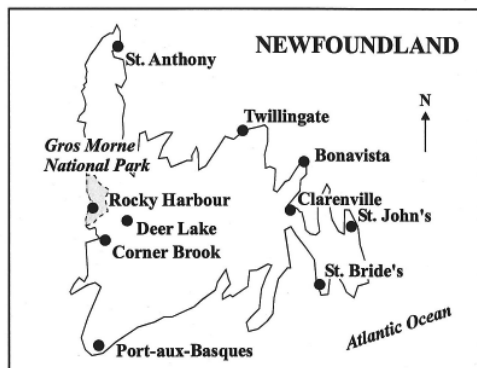 NEWFOUNDLAND
St. Anthony
N
Twillingate
Gros Morne
National Park
Bonavista
Rocky Harbour
Clarenville
St. John's
Deer Lake
Corner Brook
St. Bride's
Atlantic Ocean
Port-aux-Basques